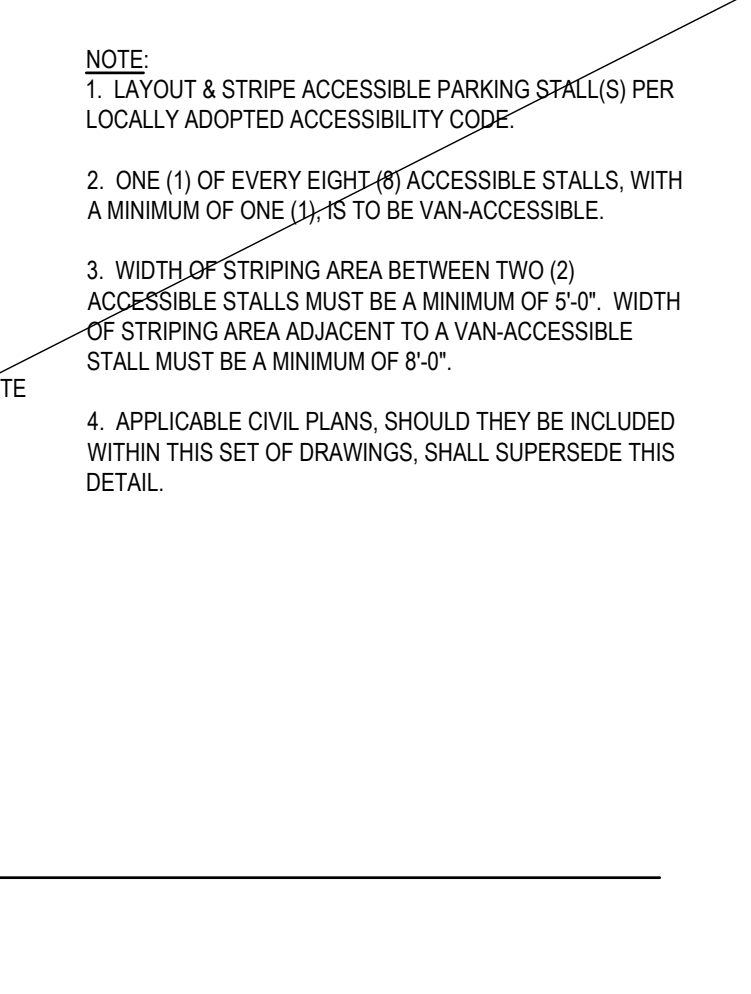 NOTE:
1. LAYOUT & STRIPE ACCESSIBLE PARKING STALL(S) PER
LOCALLY ADOPTED ACCESSIBILITY CODE.
2. ONE (1) OF EVERY EIGHT (8) ACCESSIBLE STALLS, WITH
A MINIMUM OF ONE (1), IS TO BE VAN-ACCESSIBLE.
3. WIDTH OF STRIPING AREA BETWEEN TWO (2)
ACCESSIBLE STALLS MUST BE A MINIMUM OF 5'-0". WIDTH
OF STRIPING AREA ADJACENT TO A VAN-ACCESSIBLE
STALL MUST BE A MINIMUM OF 8'-0".
TE
4. APPLICABLE CIVIL PLANS, SHOULD THEY BE INCLUDED
WITHIN THIS SET OF DRAWINGS, SHALL SUPERSEDE THIS
DETAIL.